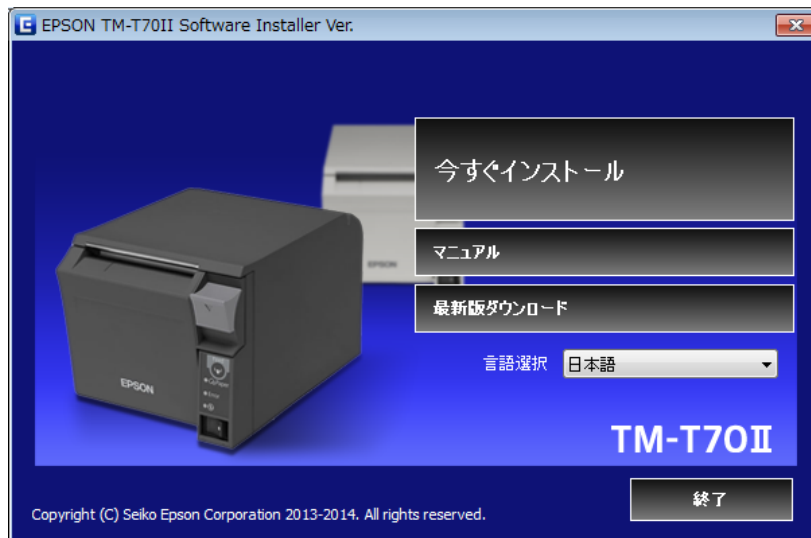 EPSON TM-T70II Software Installer Ver.
今すぐインストール
マニュアル
最新版ダウンロード
言語選択 日本語
EPSON
EPSON
TM-T70II
終了
Copyright (C) Seiko Epson Corporation 2013-2014. All rights reserved.